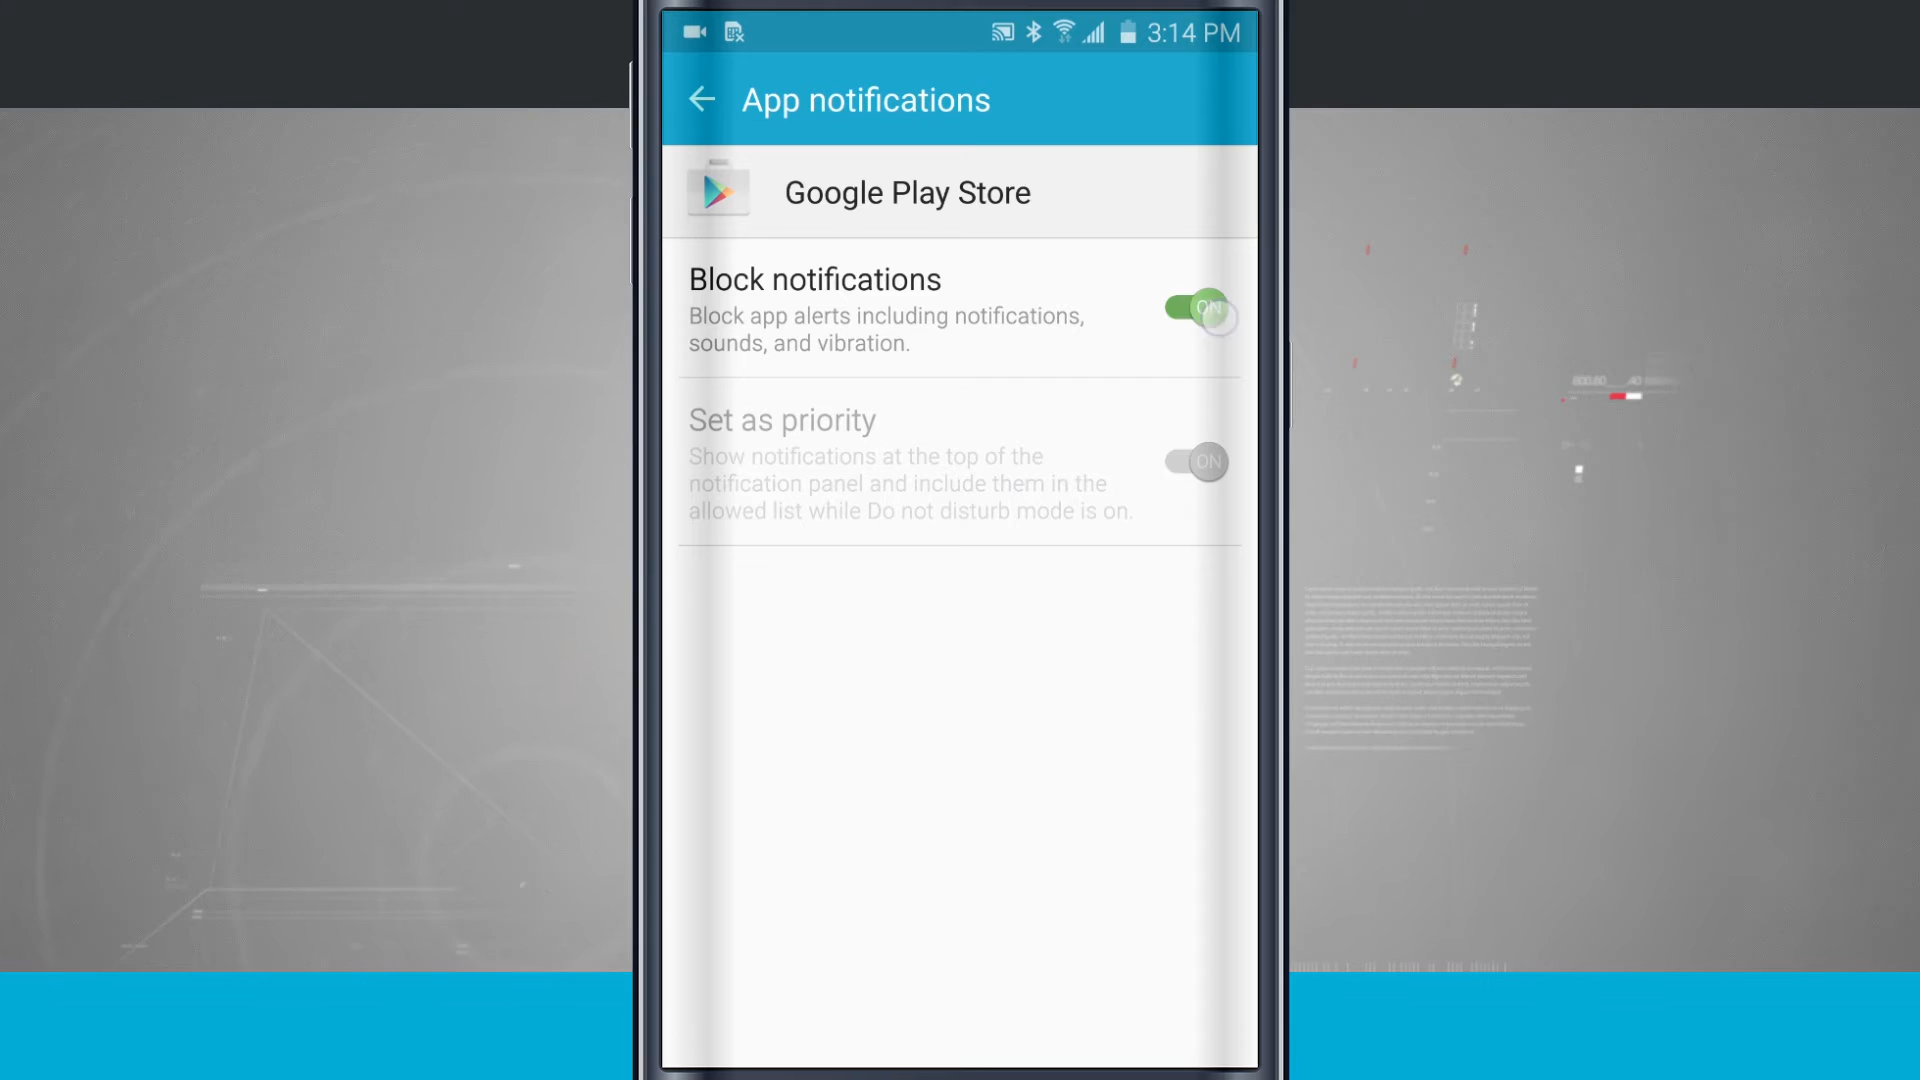 3:14 PM
App notifications
Google Play Store
Block notifications
Block app alerts including notifications,
sounds, and vibration.
ON
Set as priority
Show notifications at the top of the
notification panel and include them in the
allowed list while Do not disturb mode is on.
ON